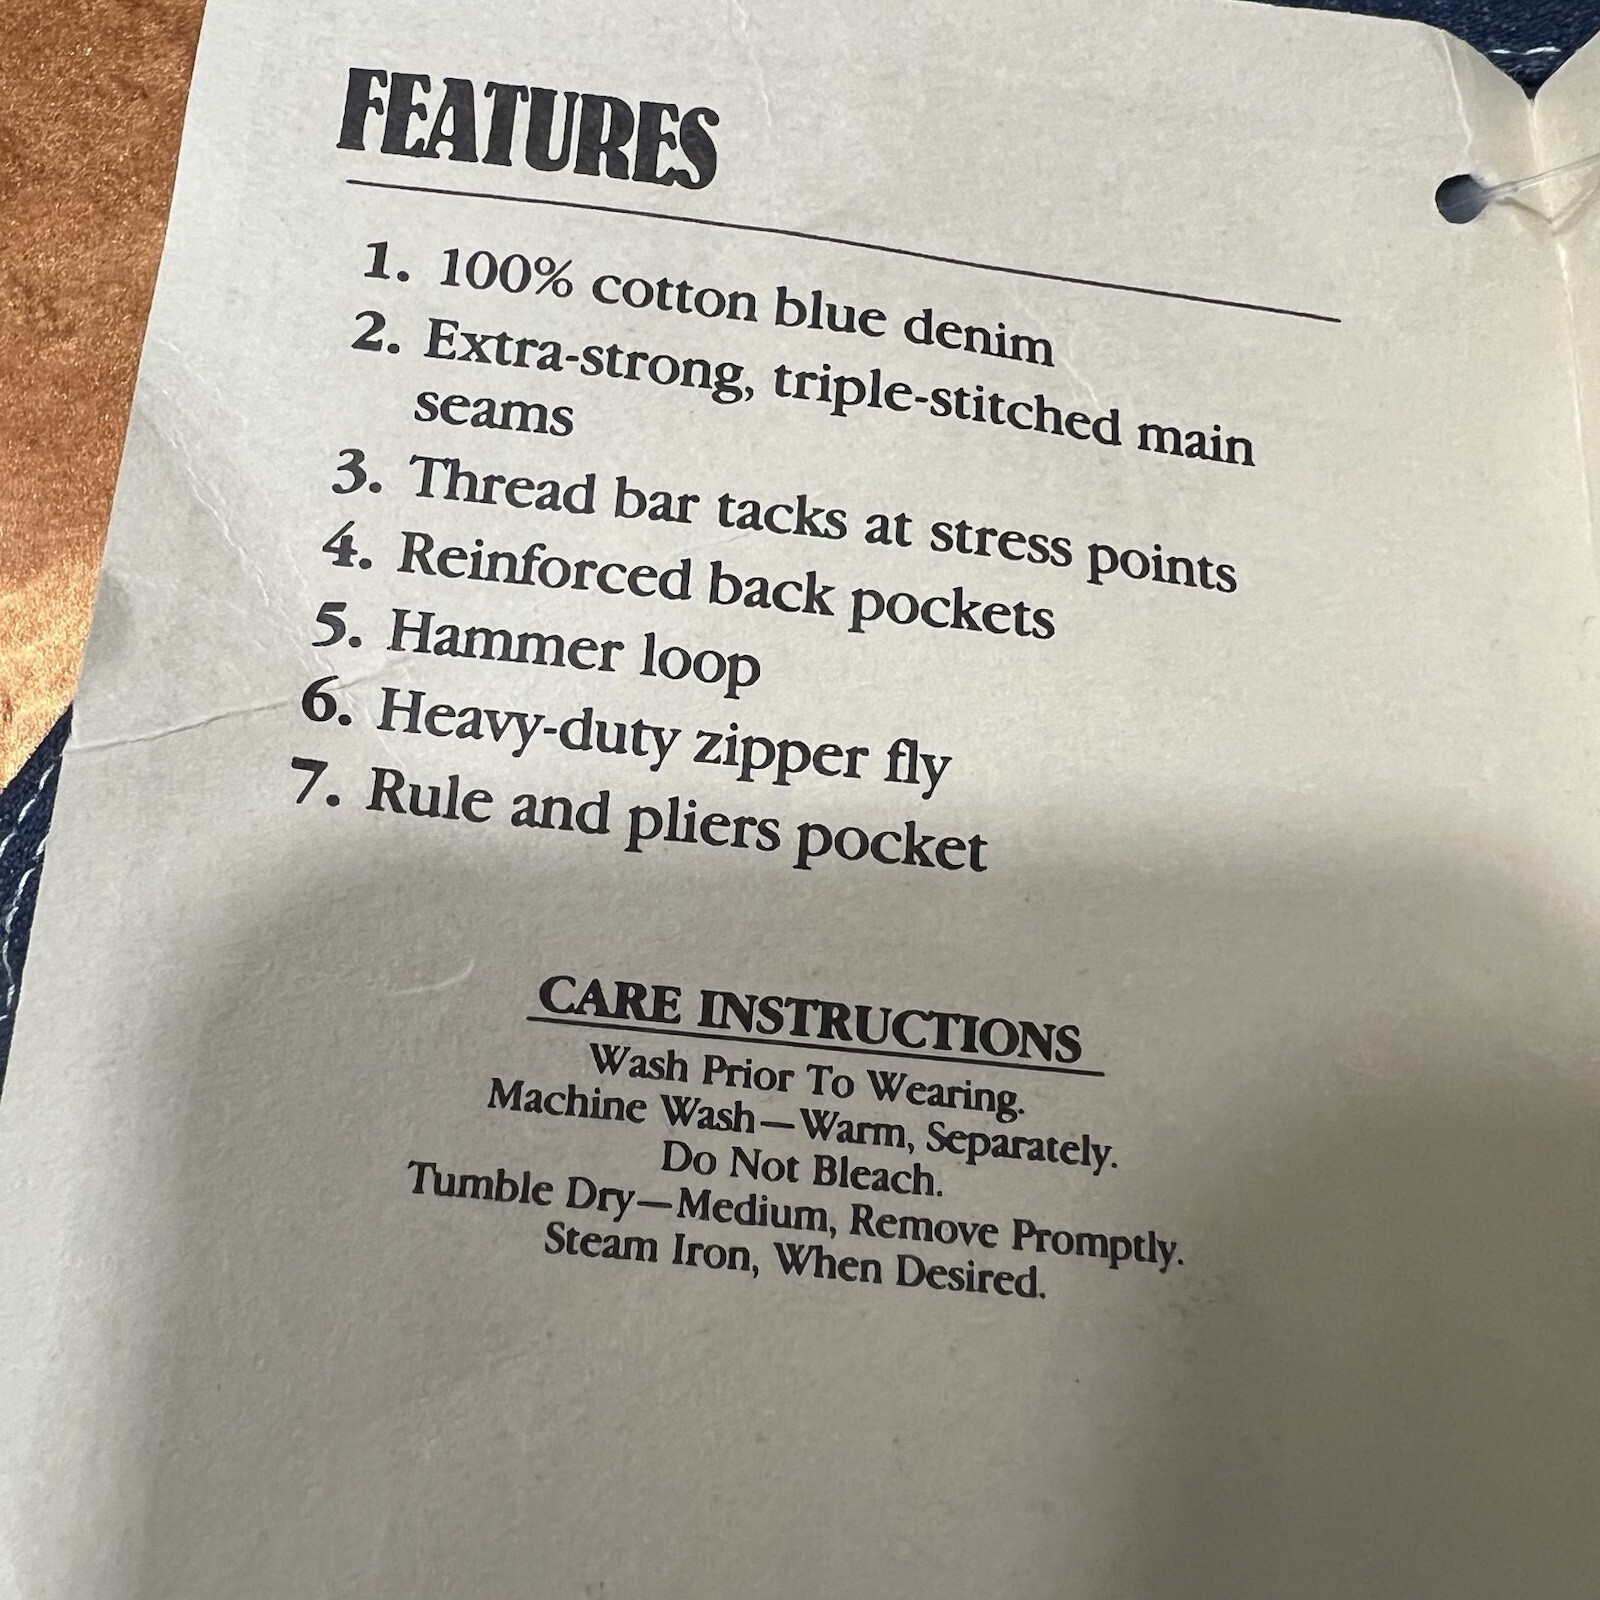 FEATURES
1. 100% cotton blue denim
2. Extra-strong, triple-stitched main
seams
3. Thread bar tacks at stress points
4. Reinforced back pockets
5. Hammer loop
6. Heavy-duty zipper fly
7. Rule and pliers pocket
CARE INSTRUCTIONS
Wash Prior To Wearing.
Machine Wash—Warm, Separately.
Do Not Bleach.
Tumble Dry—Medium, Remove Promptly.
Steam Iron, When Desired.